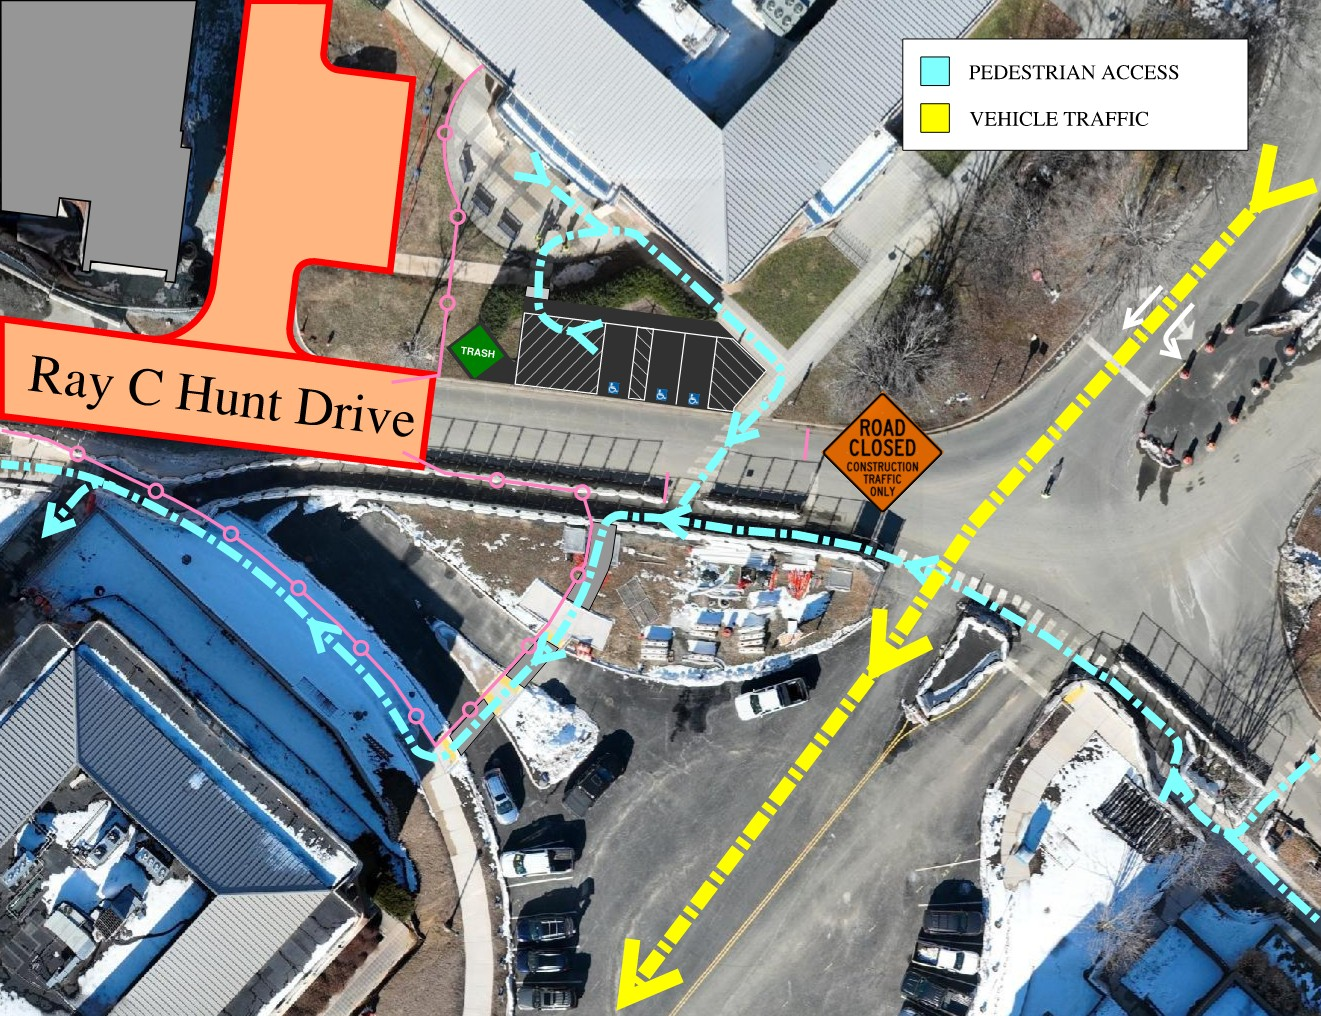 PEDESTRIAN ACCESS
VEHICLE TRAFFIC
TRASH
Ray C Hunt Drive
ROAD
CLOSED
CONSTRUCTION
TRAFFIC
ONLY